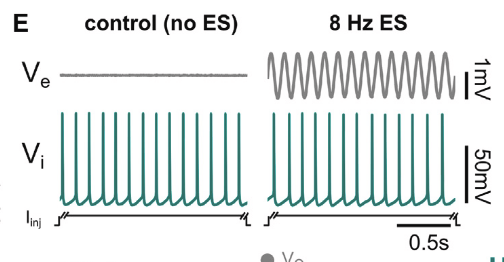 E
control (no ES)
8 Hz ES
Ve
1mV
Vi
50mV
Iinj
0.5s